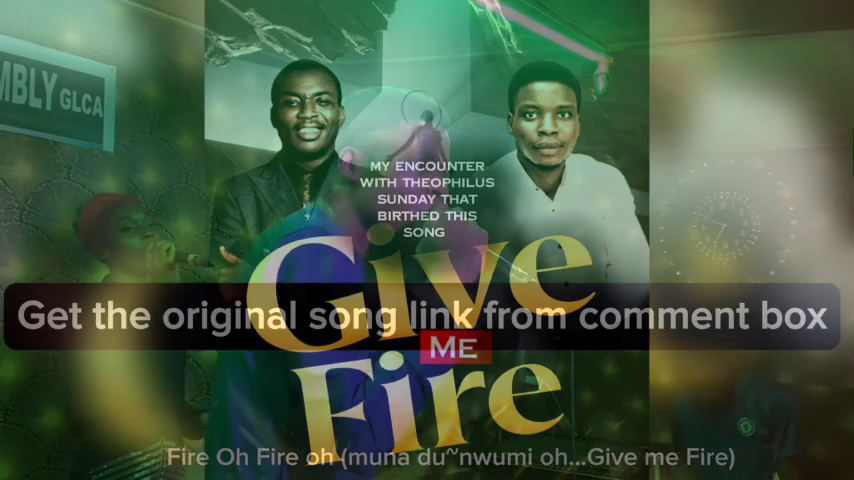 MBLY GLCA
MY ENCOUNTER
WITH THEOPHILUS
SUNDAY THAT
BIRTHED THIS
SONG
Give
Get the original song link from comment box
ME
Fire
Fire Oh Fire oh (muna du~nwumi oh...Give me Fire)